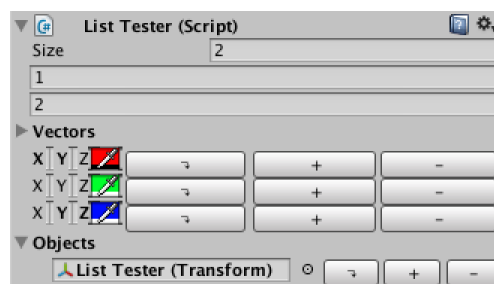 List Tester (Script)
Size 2
1
2
Vectors
X Y Z + -
X Y Z + -
X Y Z + -
Objects
List Tester (Transform) + -